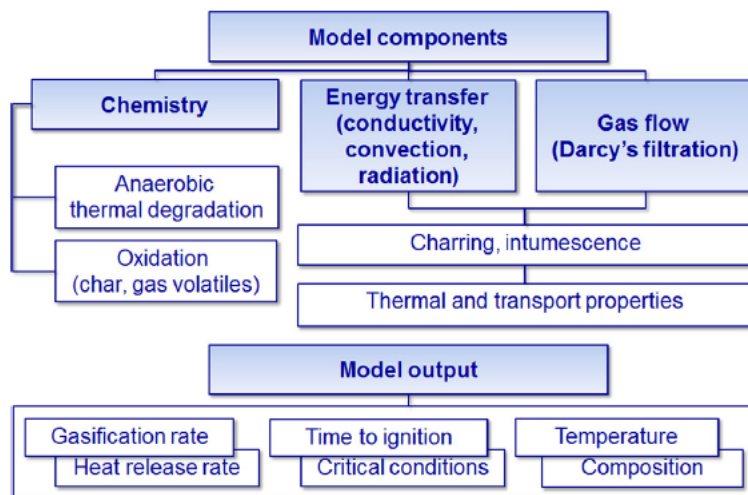 Model components
Chemistry
Energy transfer
(conductivity,
convection,
radiation)
Gas flow
(Darcy's filtration)
Anaerobic
thermal degradation
Oxidation
(char, gas volatiles)
Charring, intumescence
Thermal and transport properties
Model output
Gasification rate
Heat release rate
Time to ignition
Critical conditions
Temperature
Composition